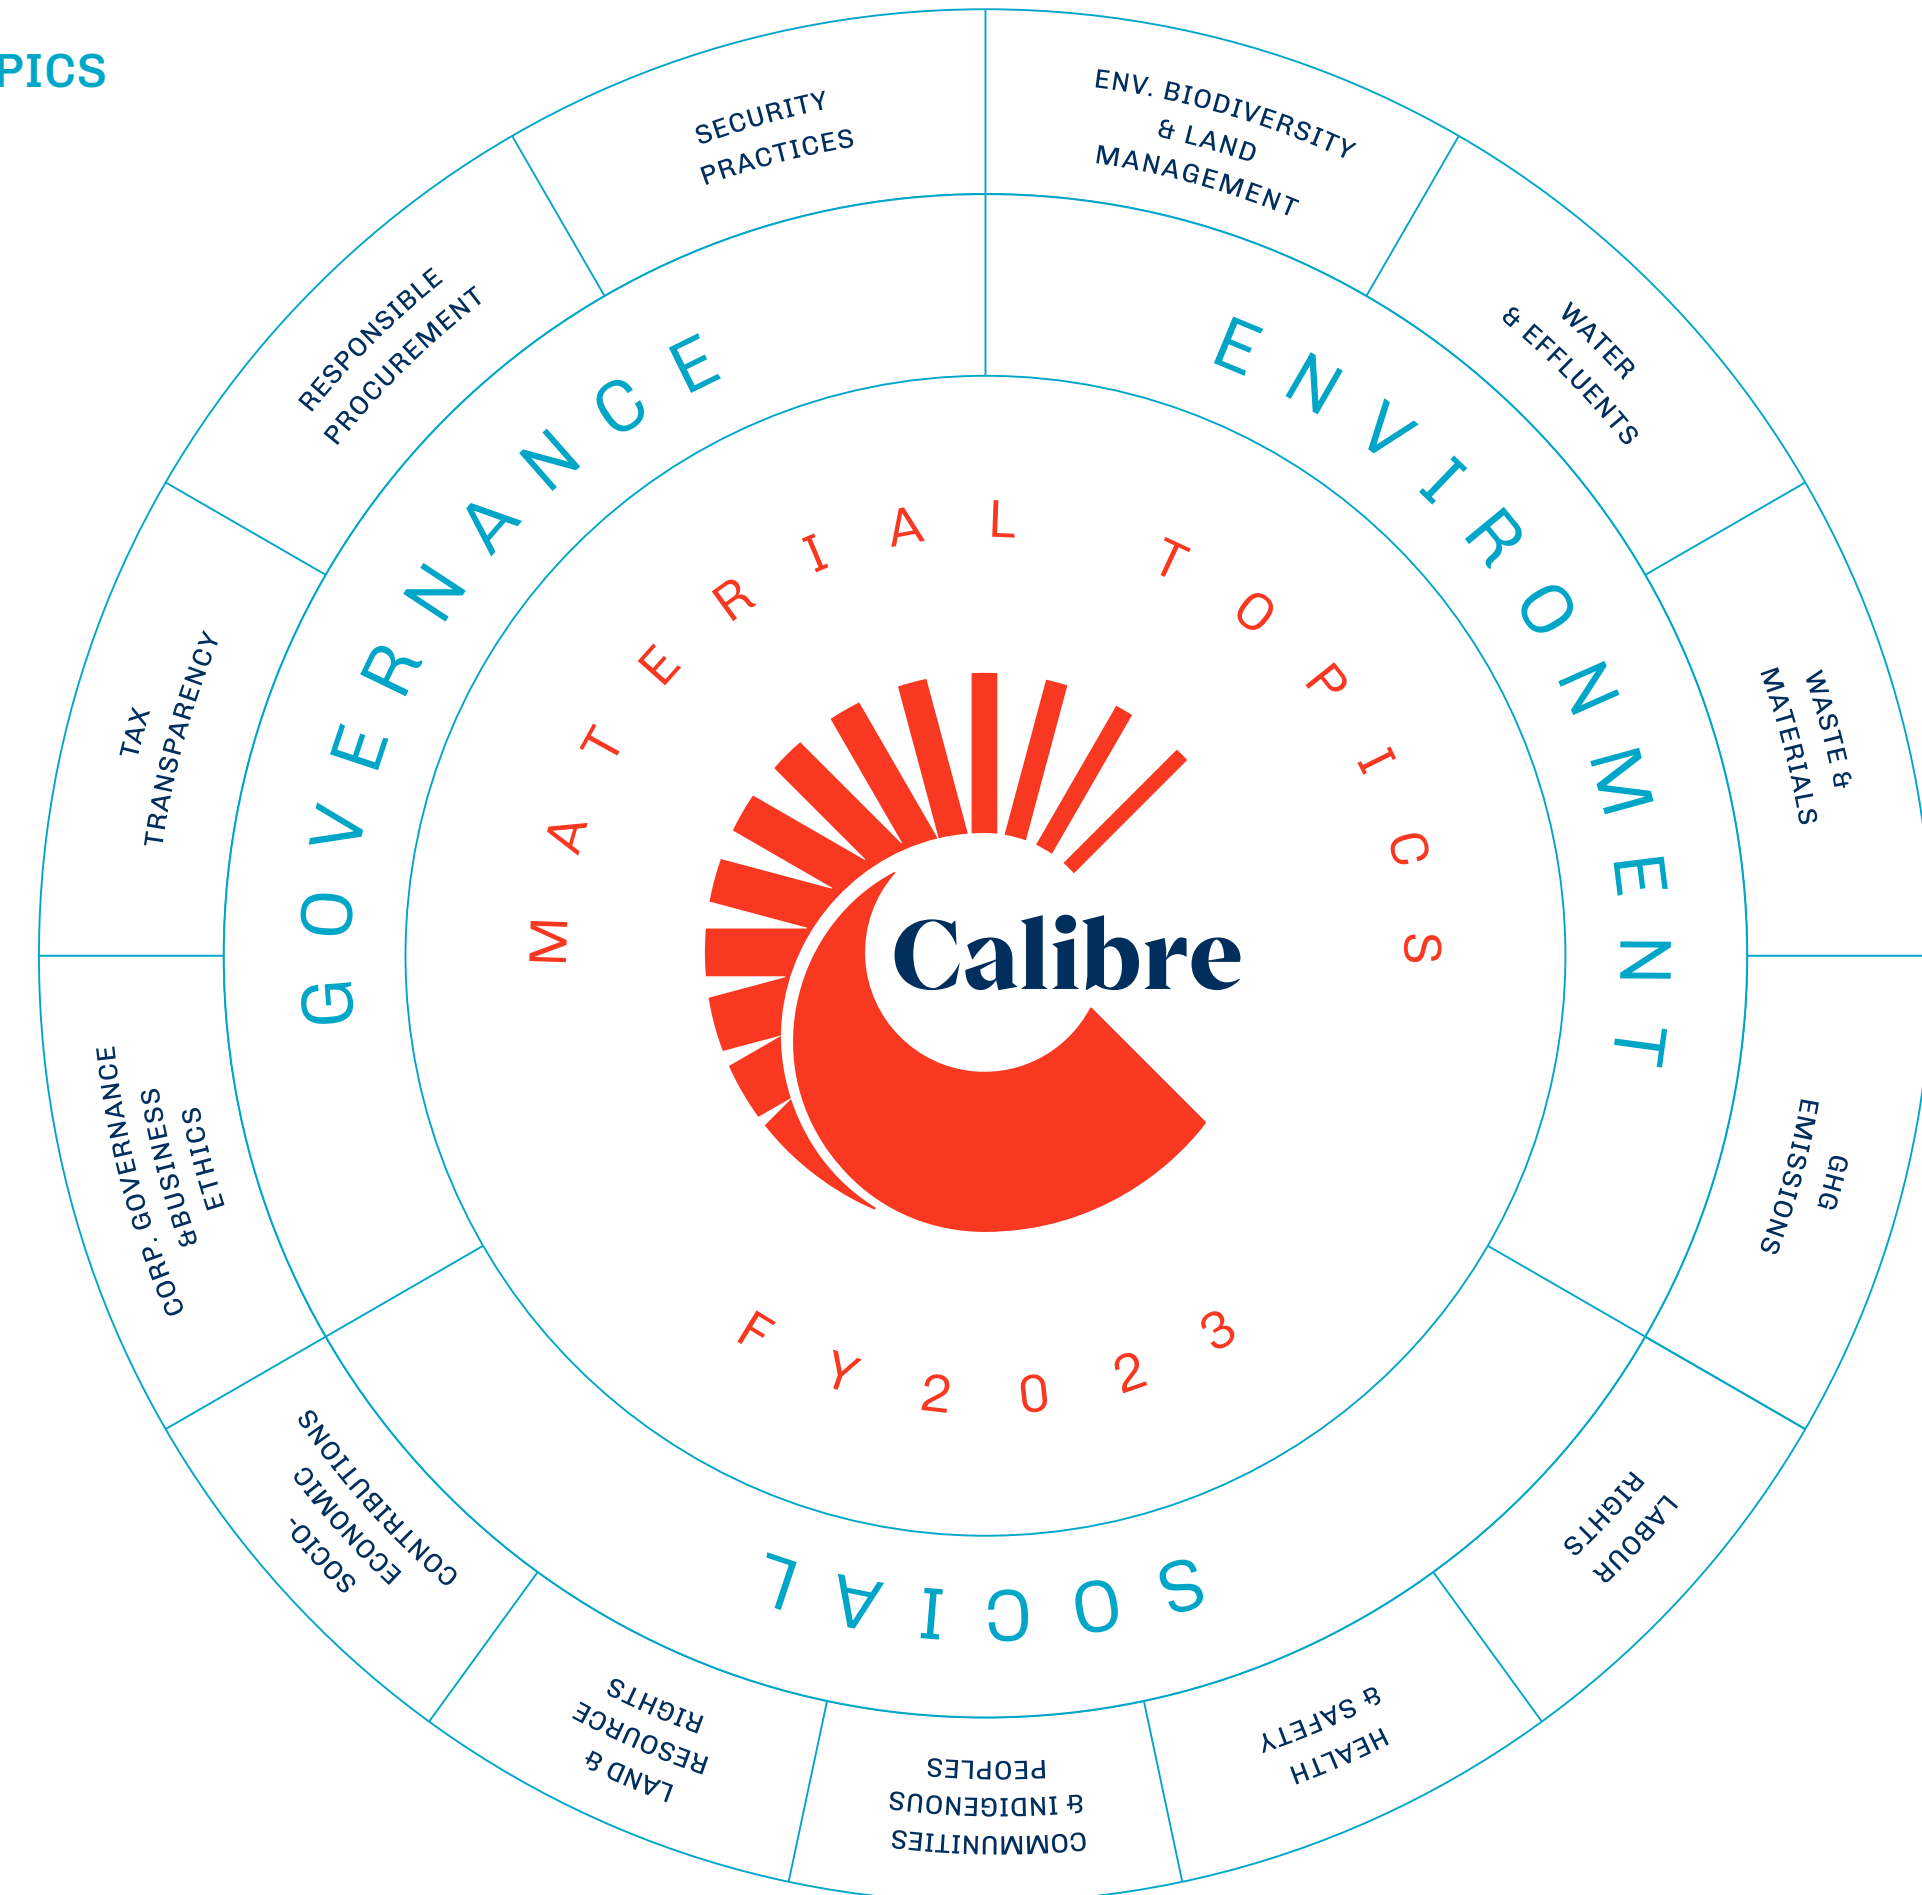 PICS
ENV. BIODIVERSITY
& LAND
MANAGEMENT
WATER
& EFFLUENTS
WASTE &
MATERIALS
GHG
EMISSIONS
LABOUR
RIGHTS
HEALTH
& SAFETY
COMMUNITIES
& INDIGENOUS
PEOPLES
LAND &
RESOURCE
RIGHTS
SOCIO-
ECONOMIC
CONTRIBUTIONS
CORP. GOVERNANCE
&BUSINESS
ETHICS
TAX
TRANSPARENCY
RESPONSIBLE
PROCUREMENT
SECURITY
PRACTICES
ENVIRONMENT
SOCIAL
GOVERNANCE
MATERIAL TOPICS
Calibre
FY2023